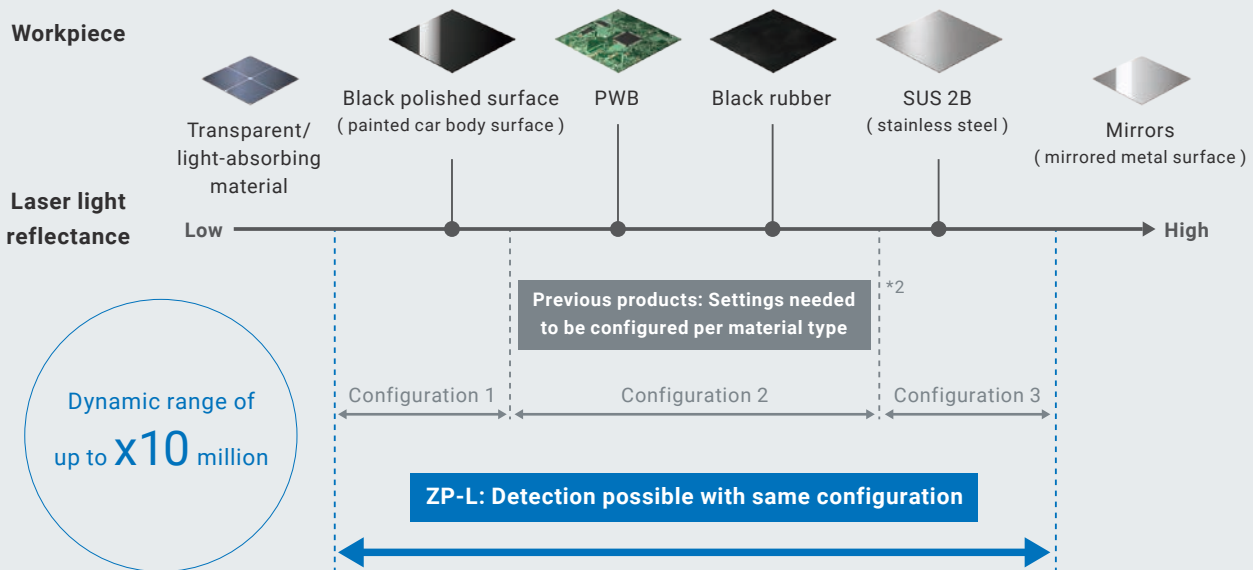 Workpiece
Transparent/
light-absorbing
material
Black polished surface
( painted car body surface )
PWB
Black rubber
SUS 2B
( stainless steel )
Mirrors
( mirrored metal surface )
Laser light
reflectance
Low
High
Previous products: Settings needed
to be configured per material type
*2
Configuration 1
Configuration 2
Configuration 3
Dynamic range of
up to x10 million
ZP-L: Detection possible with same configuration